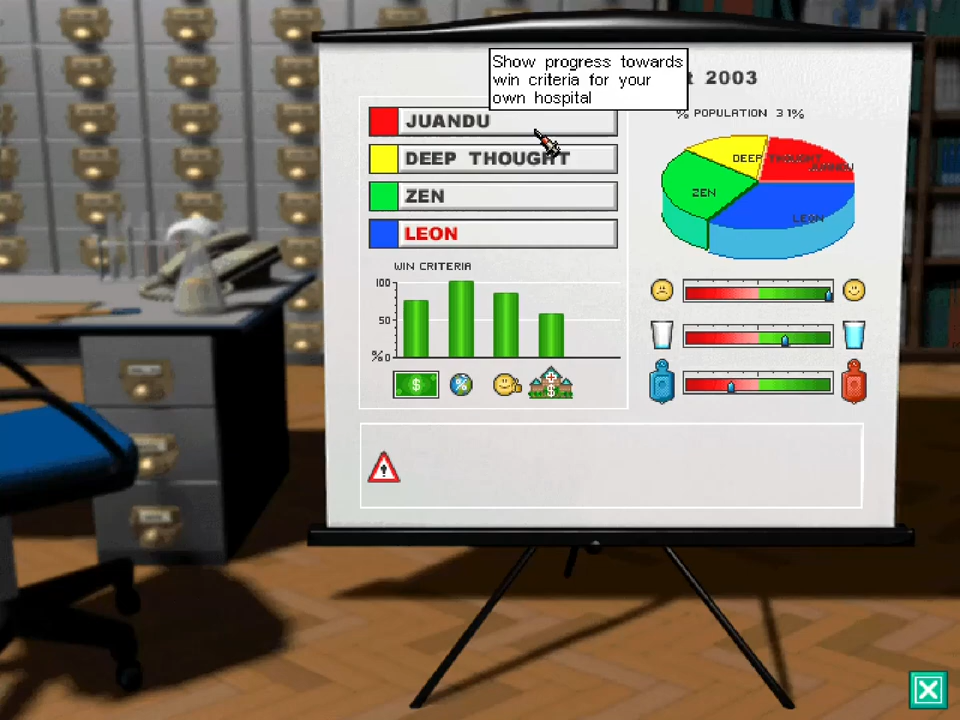 Show progress towards
win criteria for your
own hospital
2003
JUANDU
% POPULATION 31%
DEEP THOUGHT
DEEP THOUGHT
JUANDU
ZEN
ZEN
LEON
LEON
WIN CRITERIA
100
50
%0
$
%
$